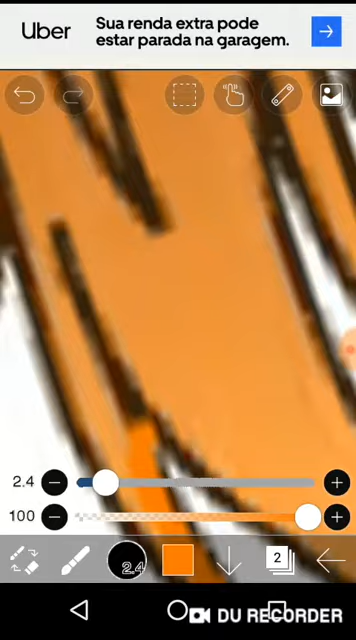 Uber
Sua renda extra pode
estar parada na garagem.
2.4
100
2.4
2
DU RECORDER